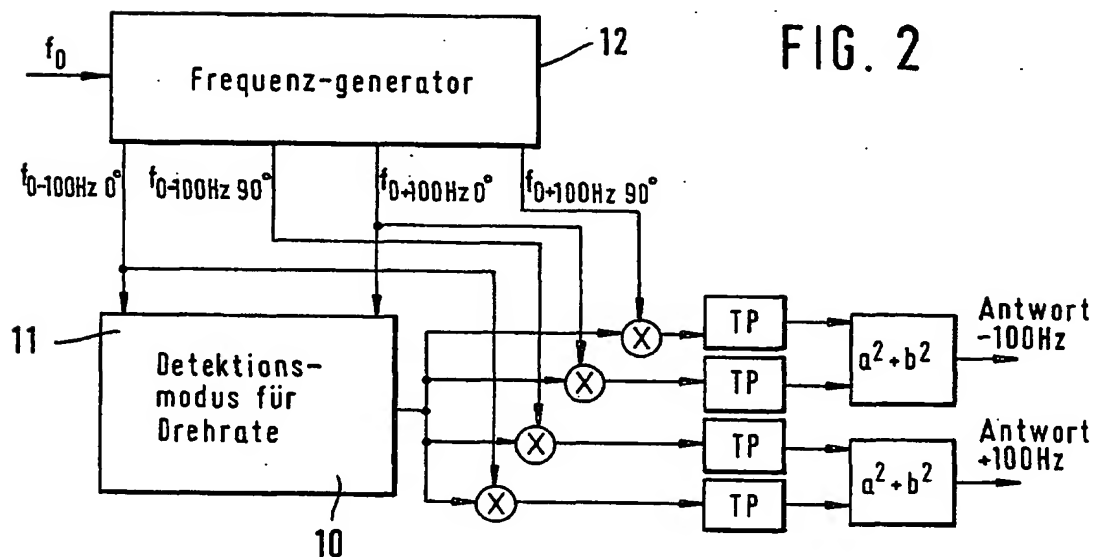 FIG. 2
f0
12
Frequenz-generator
f0-100Hz 0°
f0-100Hz 90°
f0+100Hz 0°
f0+100Hz 90°
11
Detektions-
modus für
Drehrate
10
X
X
X
X
TP
TP
TP
TP
a²+b²
a²+b²
Antwort
-100Hz
Antwort
+100Hz